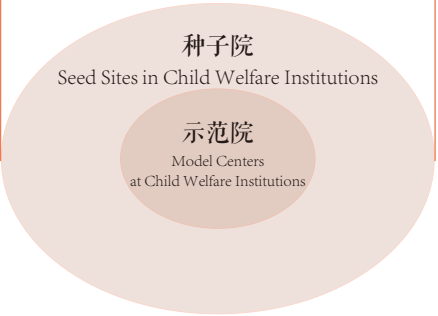 种子院
Seed Sites in Child Welfare Institutions
示范院
Model Centers
at Child Welfare Institutions